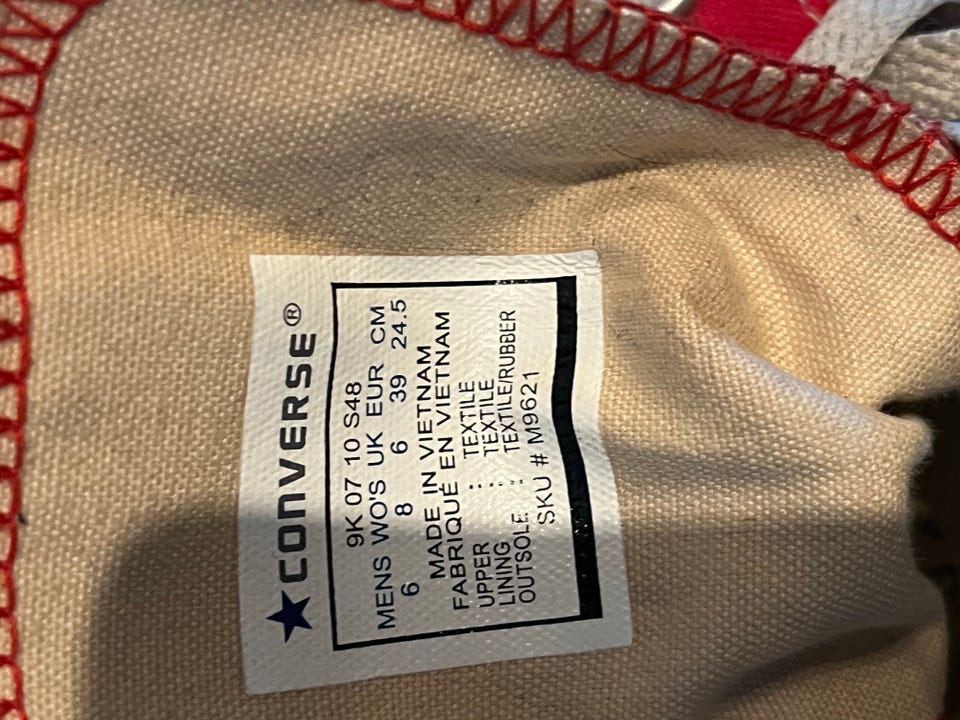 CONVERSE®
9K 07 10 S48
MENS WO'S UK EUR CM
6 8 6 39 24.5
MADE IN VIETNAM
FABRIQUÉ EN VIETNAM
UPPER : TEXTILE
LINING : TEXTILE
OUTSOLE : TEXTILE/RUBBER
SKU # M9621